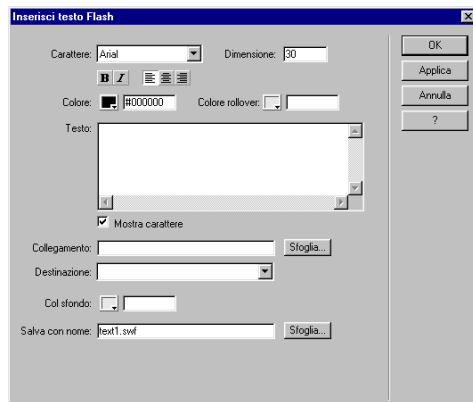 Inserisci testo Flash
Carattere: Arial Dimensione: 30 OK
B I Applica
Colore: #000000 Colore rollover: Annulla
Testo: ?
Mostra carattere
Collegamento: Sfoglia...
Destinazione:
Col sfondo:
Salva con nome: text1.swf Sfoglia...